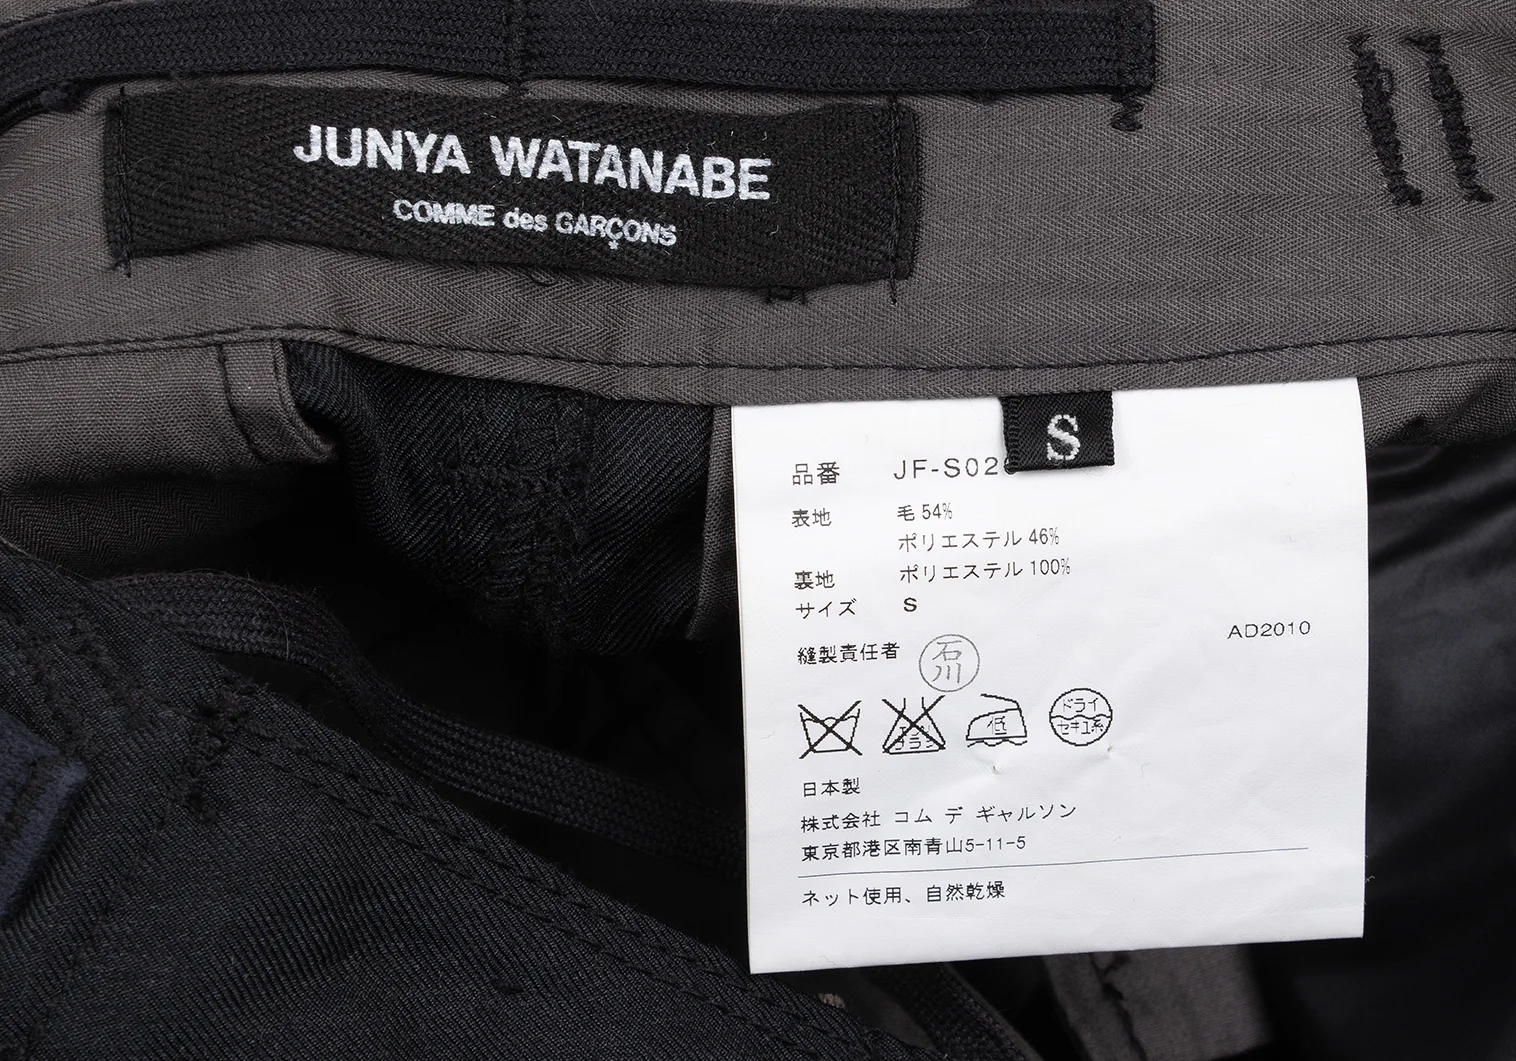 JUNYA WATANABE
COMME des GARÇONS
S
品番 JF-S02
表地 毛 54%
ポリエステル 46%
裏地 ポリエステル 100%
サイズ S
AD2010
縫製責任者 石川
低
ドライ
セキユ系
日本製
株式会社 コム デ ギャルソン
東京都港区南青山5-11-5
ネット使用、自然乾燥